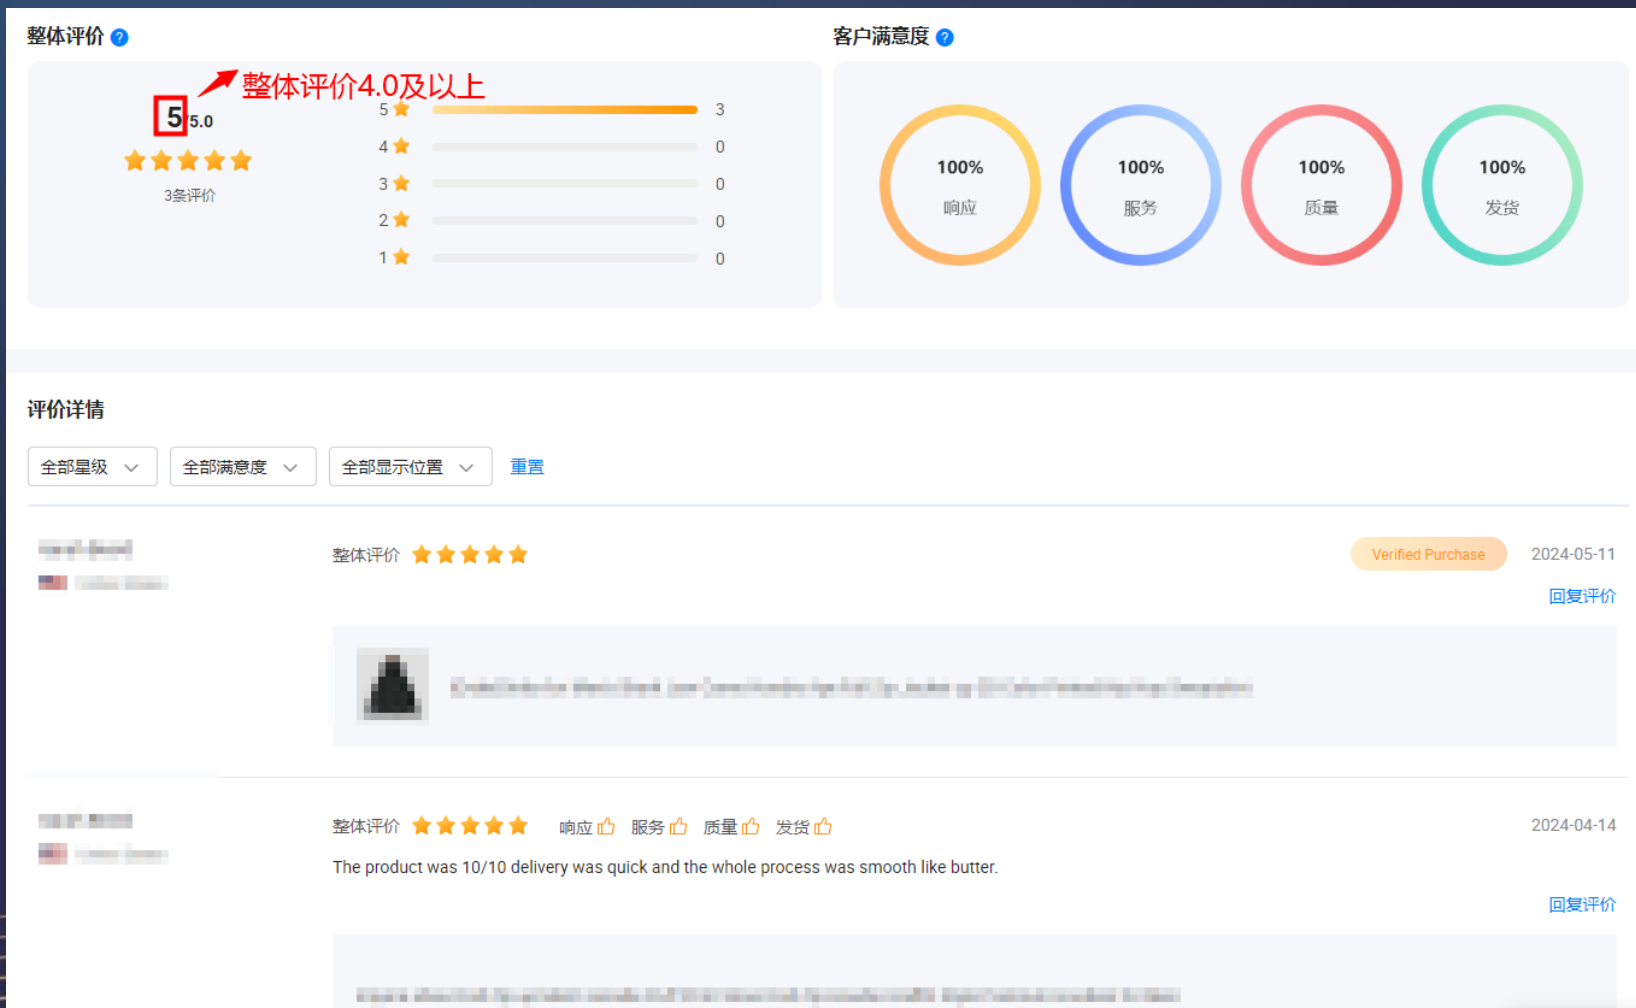 整体评价 ?
客户满意度 ?
整体评价4.0及以上
5/5.0
3条评价
5 3
4 0
3 0
2 0
1 0
100%
响应
100%
服务
100%
质量
100%
发货
评价详情
全部星级 全部满意度 全部显示位置 重置
整体评价 Verified Purchase 2024-05-11
回复评价
整体评价 响应 服务 质量 发货 2024-04-14
The product was 10/10 delivery was quick and the whole process was smooth like butter.
回复评价